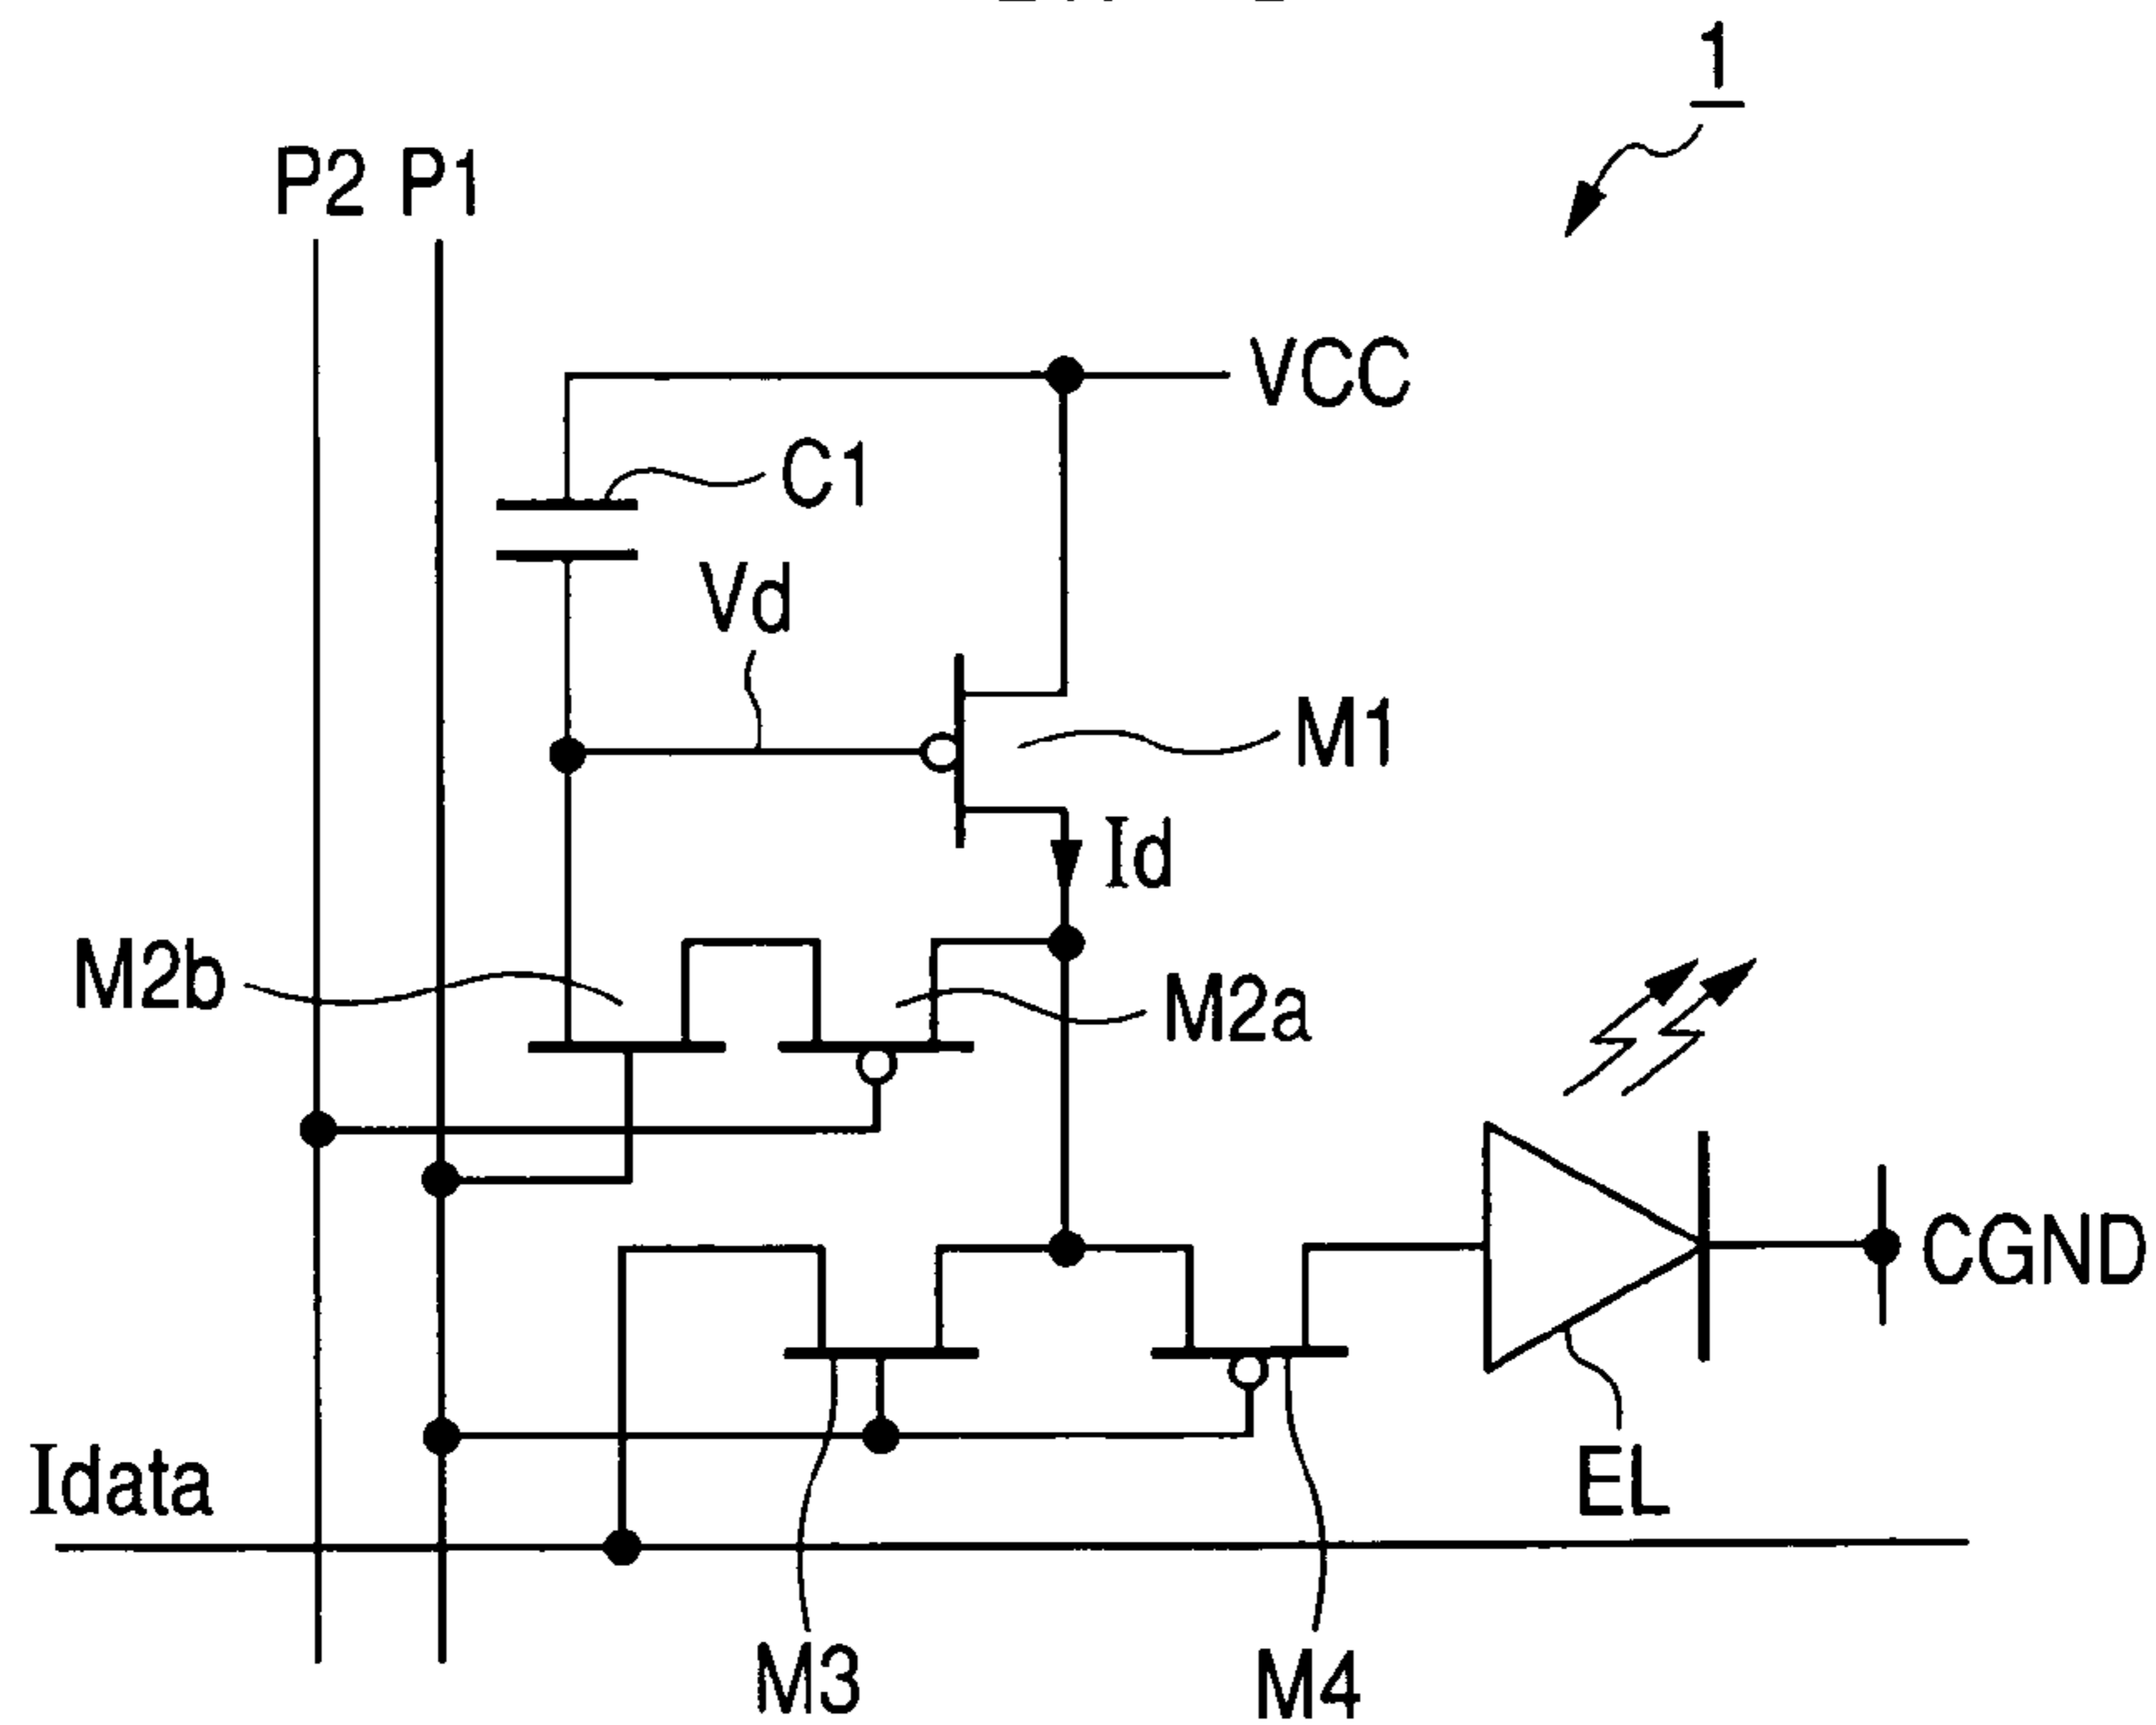 1
P2 P1
VCC
C1
Vd
M1
Id
M2b
M2a
CGND
Idata
EL
M3
M4